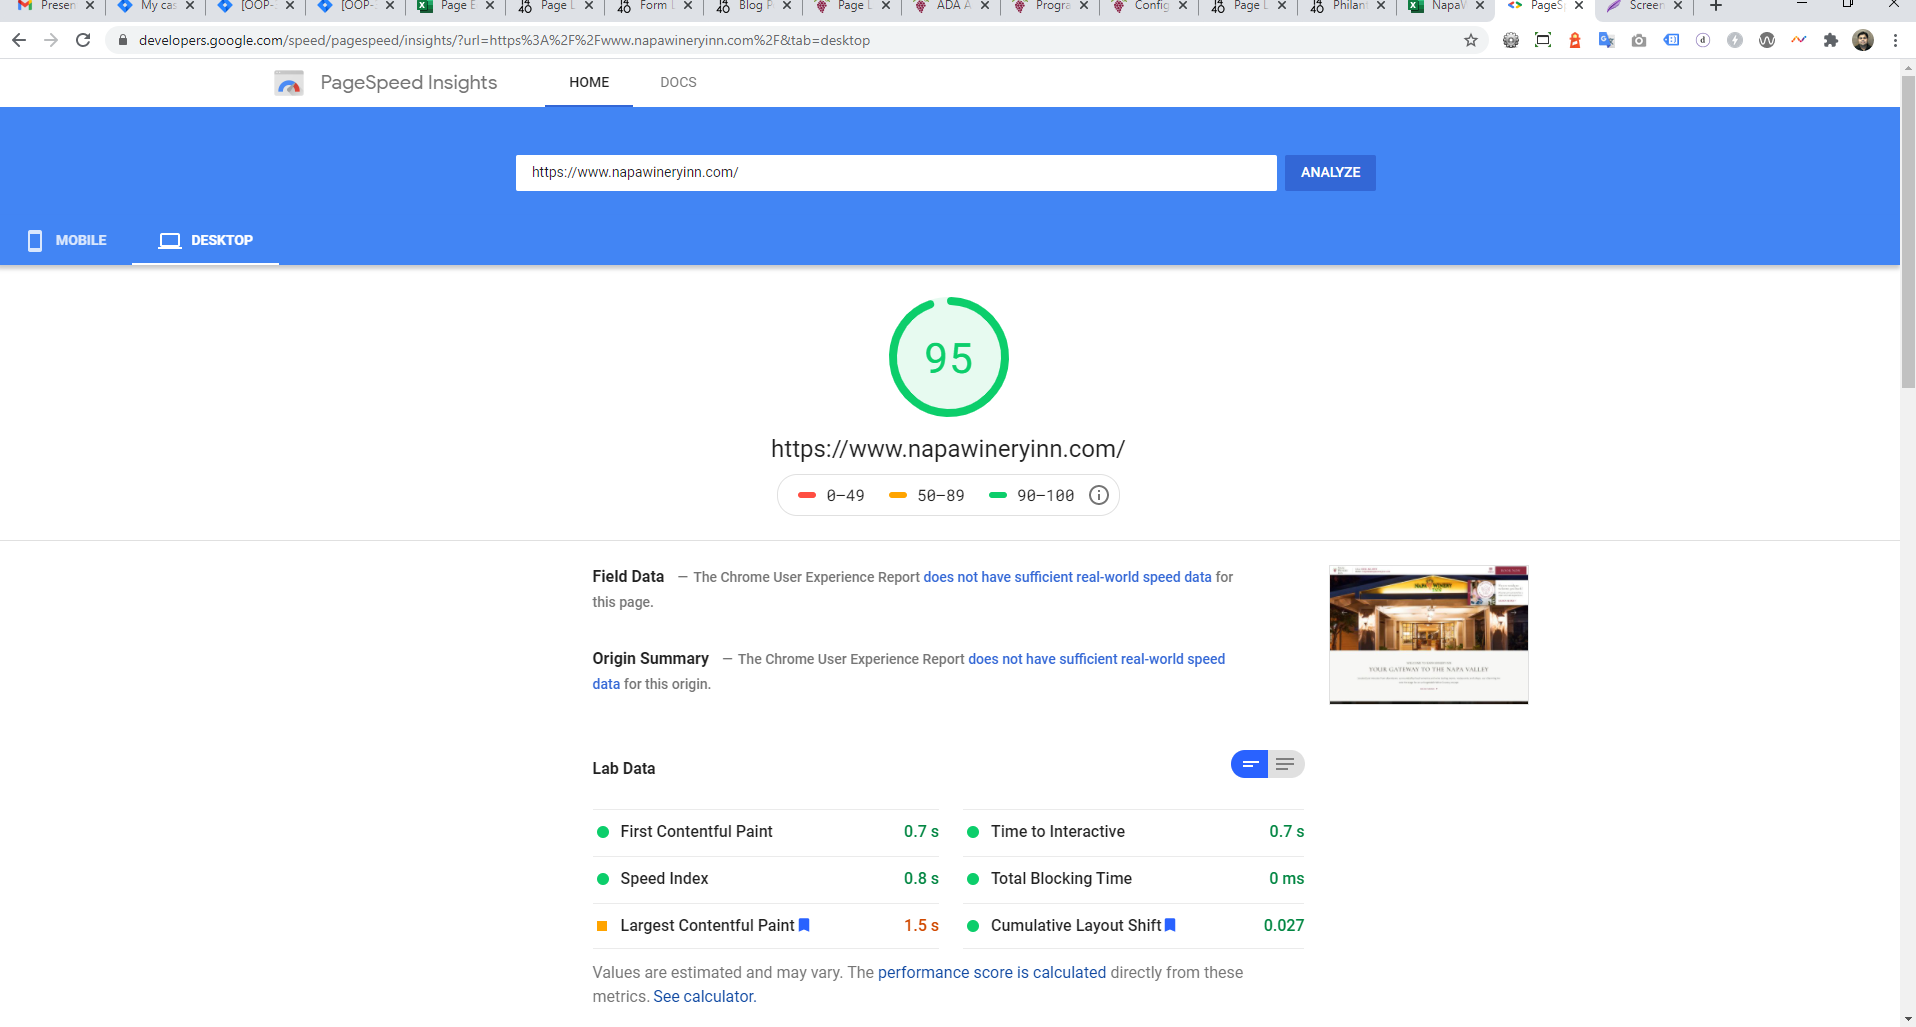 Presen
My cas
[OOP-
[OOP-
Page E
Page L
Form L
Blog P
Page L
ADA A
Progra
Config
Page L
Philant
NapaV
PageSp
Screen
developers.google.com/speed/pagespeed/insights/?url=https%3A%2F%2Fwww.napawineryinn.com%2F&tab=desktop
PageSpeed Insights
HOME
DOCS
https://www.napawineryinn.com/
ANALYZE
MOBILE
DESKTOP
95
https://www.napawineryinn.com/
0–49 50–89 90–100
Field Data — The Chrome User Experience Report does not have sufficient real-world speed data for
this page.
Origin Summary — The Chrome User Experience Report does not have sufficient real-world speed
data for this origin.
YOUR GATEWAY TO THE NAPA VALLEY
Lab Data
First Contentful Paint 0.7 s
Time to Interactive 0.7 s
Speed Index 0.8 s
Total Blocking Time 0 ms
Largest Contentful Paint 1.5 s
Cumulative Layout Shift 0.027
Values are estimated and may vary. The performance score is calculated directly from these
metrics. See calculator.